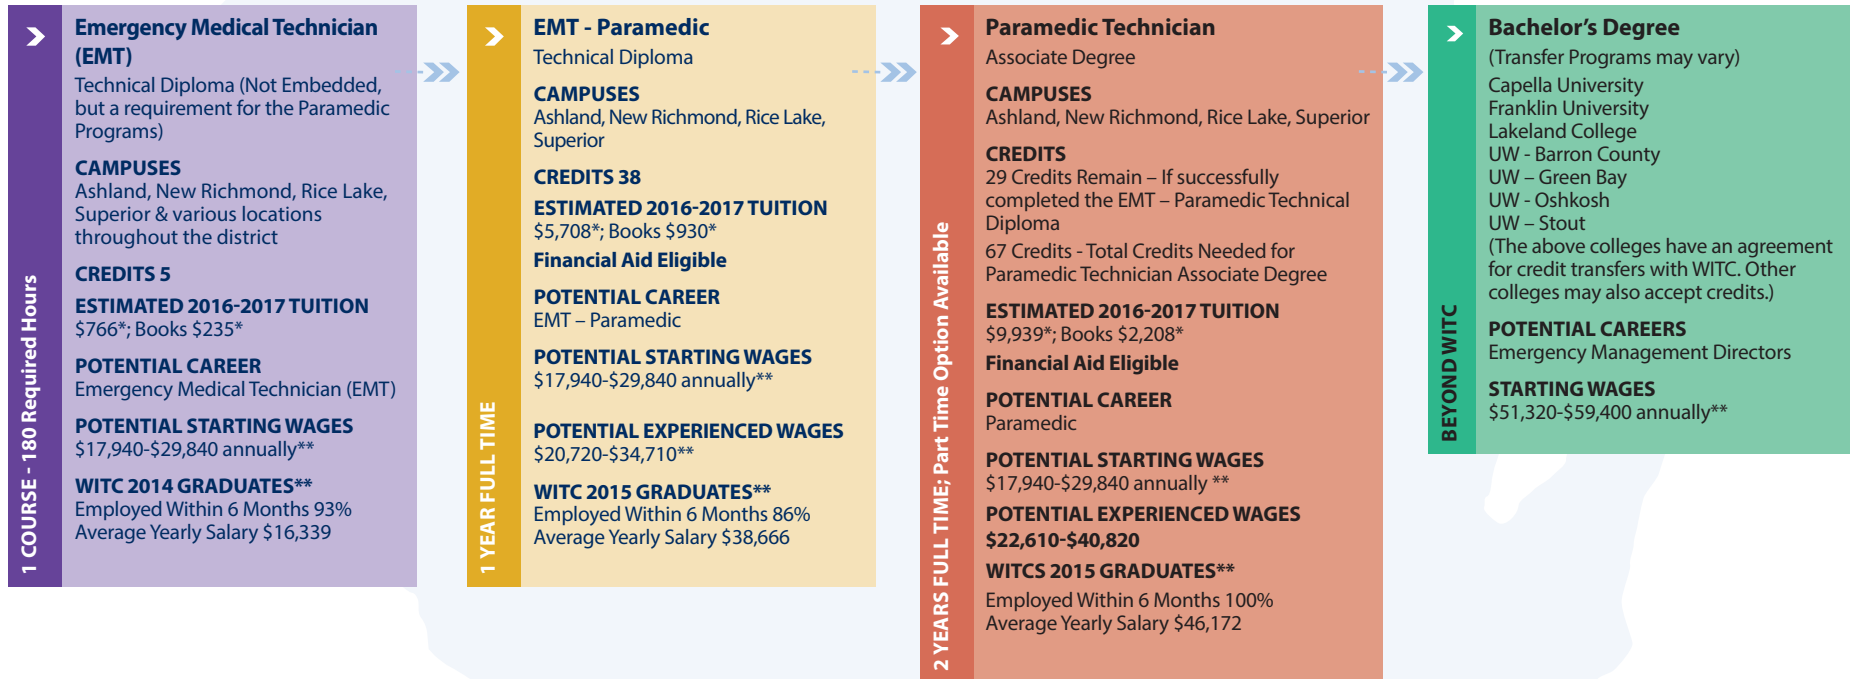 1 COURSE - 180 Required Hours
Emergency Medical Technician
(EMT)
Technical Diploma (Not Embedded,
but a requirement for the Paramedic
Programs)
CAMPUSES
Ashland, New Richmond, Rice Lake,
Superior & various locations
throughout the district
CREDITS 5
ESTIMATED 2016-2017 TUITION
$766*; Books $235*
POTENTIAL CAREER
Emergency Medical Technician (EMT)
POTENTIAL STARTING WAGES
$17,940-$29,840 annually**
WITC 2014 GRADUATES**
Employed Within 6 Months 93%
Average Yearly Salary $16,339
1 YEAR FULL TIME
EMT - Paramedic
Technical Diploma
CAMPUSES
Ashland, New Richmond, Rice Lake,
Superior
CREDITS 38
ESTIMATED 2016-2017 TUITION
$5,708*; Books $930*
Financial Aid Eligible
POTENTIAL CAREER
EMT – Paramedic
POTENTIAL STARTING WAGES
$17,940-$29,840 annually**
POTENTIAL EXPERIENCED WAGES
$20,720-$34,710**
WITC 2015 GRADUATES**
Employed Within 6 Months 86%
Average Yearly Salary $38,666
2 YEARS FULL TIME; Part Time Option Available
Paramedic Technician
Associate Degree
CAMPUSES
Ashland, New Richmond, Rice Lake, Superior
CREDITS
29 Credits Remain – If successfully
completed the EMT – Paramedic Technical
Diploma
67 Credits - Total Credits Needed for
Paramedic Technician Associate Degree
ESTIMATED 2016-2017 TUITION
$9,939*; Books $2,208*
Financial Aid Eligible
POTENTIAL CAREER
Paramedic
POTENTIAL STARTING WAGES
$17,940-$29,840 annually **
POTENTIAL EXPERIENCED WAGES
$22,610-$40,820
WITCS 2015 GRADUATES**
Employed Within 6 Months 100%
Average Yearly Salary $46,172
BEYOND WITC
Bachelor's Degree
(Transfer Programs may vary)
Capella University
Franklin University
Lakeland College
UW - Barron County
UW – Green Bay
UW - Oshkosh
UW – Stout
(The above colleges have an agreement
for credit transfers with WITC. Other
colleges may also accept credits.)
POTENTIAL CAREERS
Emergency Management Directors
STARTING WAGES
$51,320-$59,400 annually**